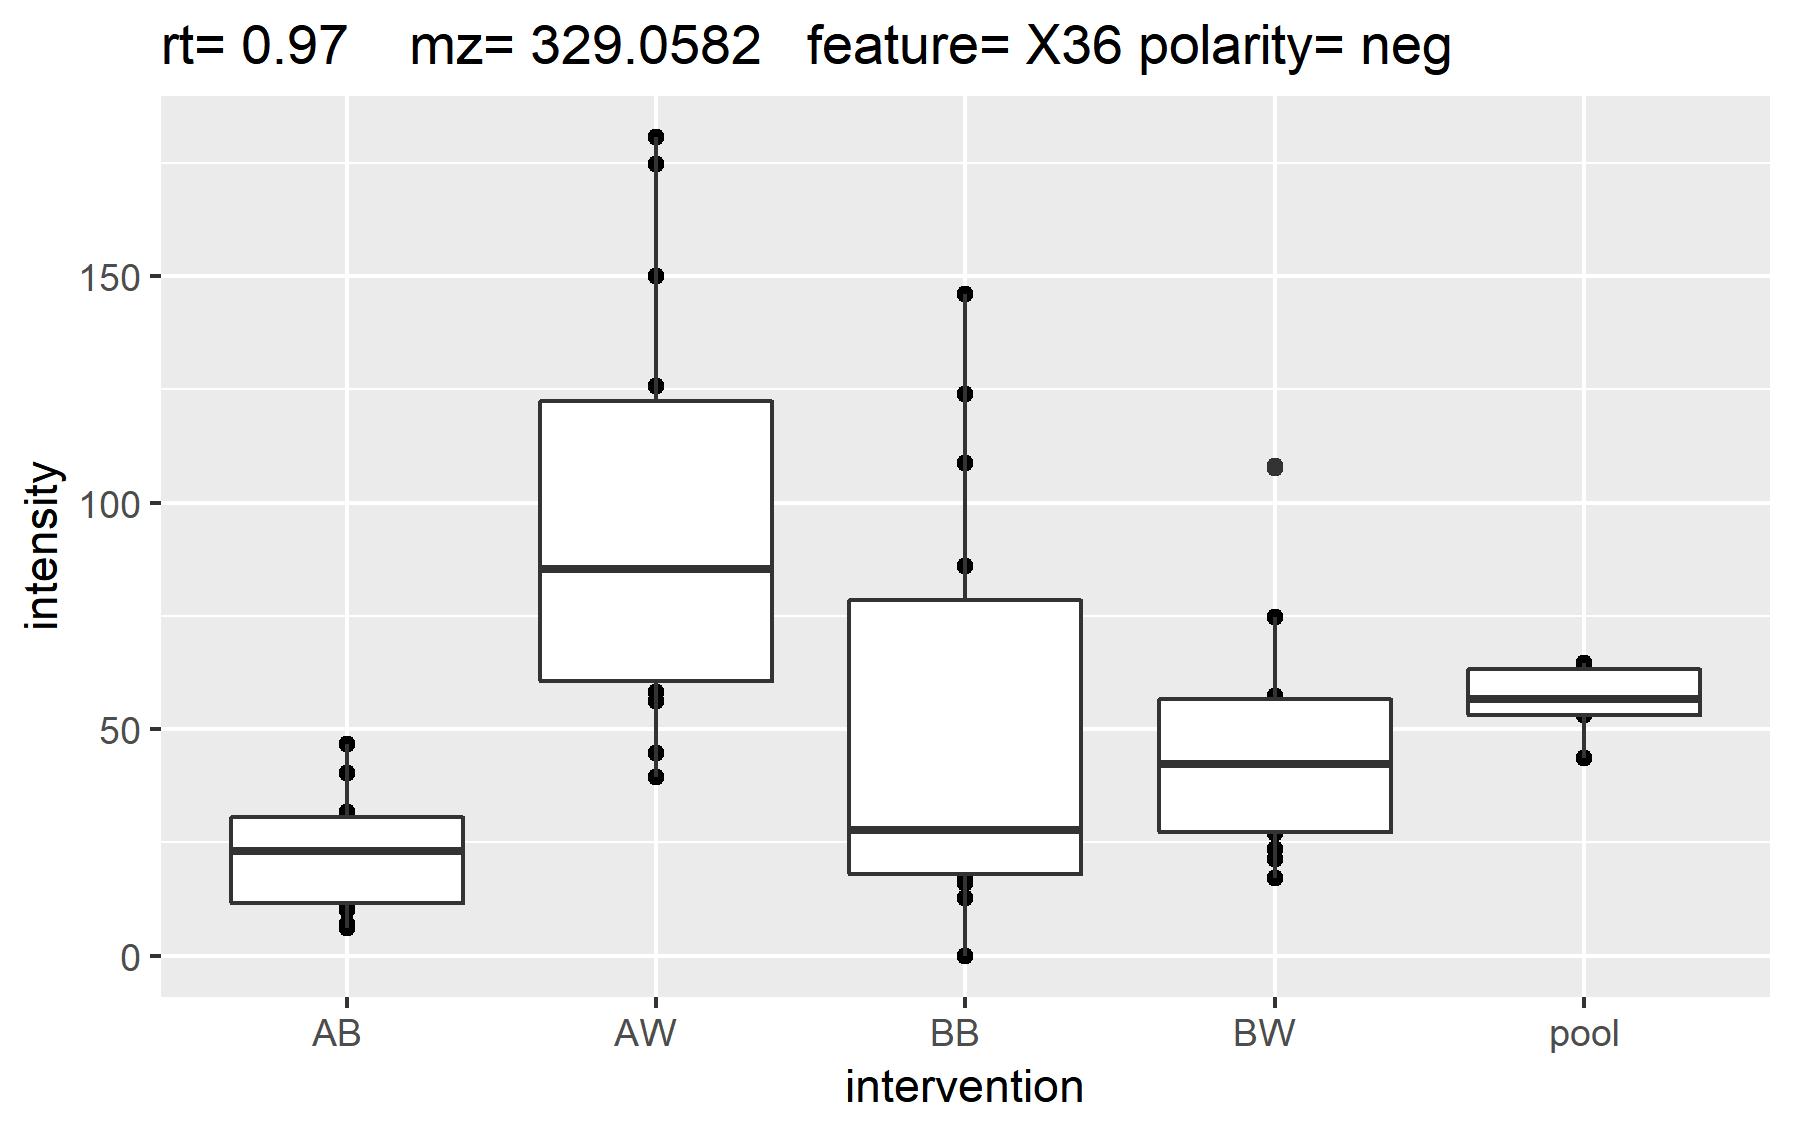 rt= 0.97    mz= 329.0582   feature= X36 polarity= neg
intensity
150
100
50
0
AB AW BB BW pool
intervention